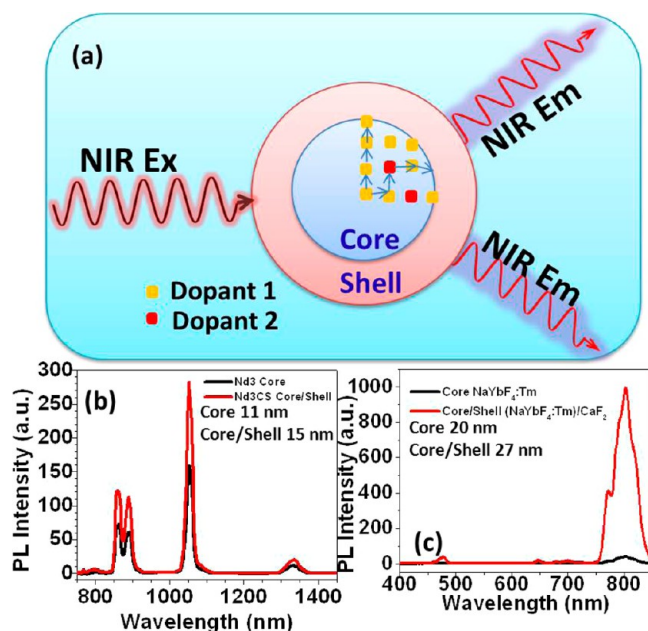 (a)
NIR Ex
NIR Em
NIR Em
Core
Shell
Dopant 1
Dopant 2
(b)
Nd3 Core
Nd3CS Core/Shell
Core 11 nm
Core/Shell 15 nm
PL Intensity (a.u.)
300
250
200
150
100
50
0
800 1000 1200 1400
Wavelength (nm)
Core NaYbF₄:Tm
Core/Shell (NaYbF₄:Tm)/CaF₂
Core 20 nm
Core/Shell 27 nm
(c)
PL Intensity (a.u.)
1000
800
600
400
200
0
400 500 600 700 800
Wavelength (nm)